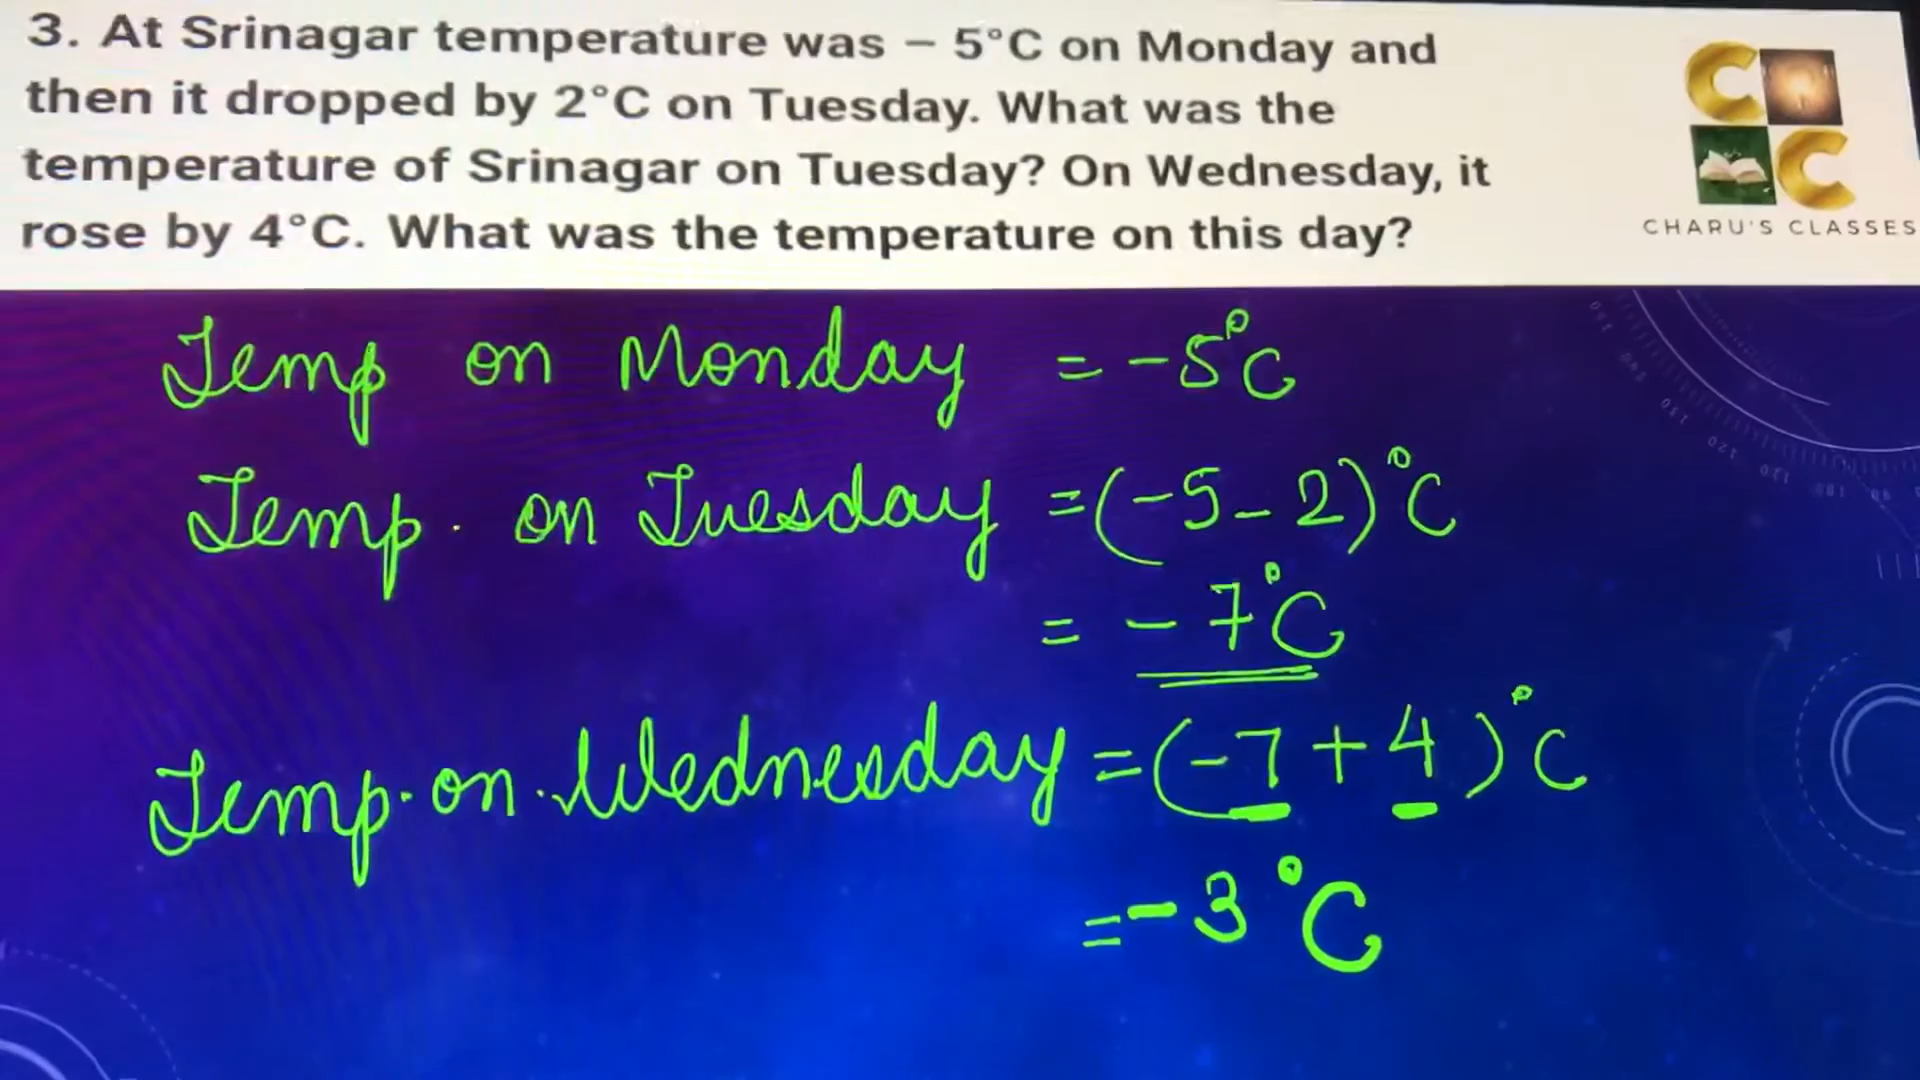 3. At Srinagar temperature was – 5°C on Monday and
then it dropped by 2°C on Tuesday. What was the
temperature of Srinagar on Tuesday? On Wednesday, it
rose by 4°C. What was the temperature on this day?
C
C
CHARU'S CLASSES
Temp on Monday = -5°C
Temp. on Tuesday = (-5-2)°C
= -7°C
Temp. on. Wednesday = (-7+4)°C
= -3°C